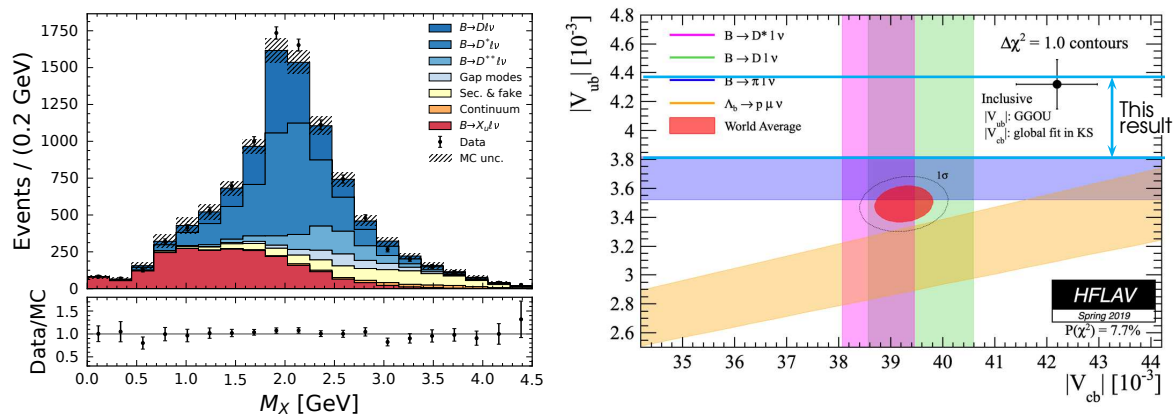 Events / (0.2 GeV)
1750
1500
1250
1000
750
500
250
0
B→Dℓν
B→D*ℓν
B→D**ℓν
Gap modes
Sec. & fake
Continuum
B→Xᵤℓν
Data
MC unc.
Data/MC
1.5
1.0
0.5
0.0 0.5 1.0 1.5 2.0 2.5 3.0 3.5 4.0 4.5
M_X [GeV]
|V_ub| [10⁻³]
4.8
4.6
4.4
4.2
4
3.8
3.6
3.4
3.2
3
2.8
2.6
B → D* l ν
B → D l ν
B → π l ν
Λ_b → p μ ν
World Average
Δχ² = 1.0 contours
Inclusive
|V_ub|: GGOU
|V_cb|: global fit in KS
This
result
1σ
HFLAV
Spring 2019
P(χ²) = 7.7%
35 36 37 38 39 40 41 42 43 44
|V_cb| [10⁻³]